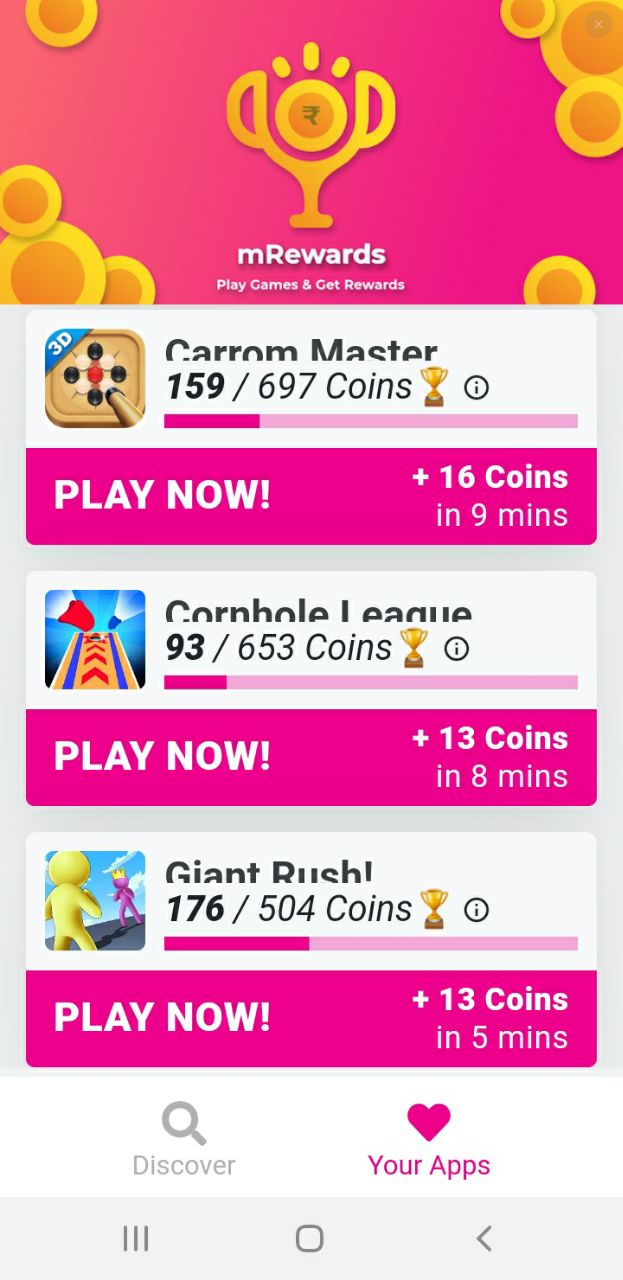 ₹
mRewards
Play Games & Get Rewards
3D
Carrom Master
159 / 697 Coins🏆
PLAY NOW!
+ 16 Coins
in 9 mins
Cornhole League
93 / 653 Coins🏆
PLAY NOW!
+ 13 Coins
in 8 mins
Giant Rush!
176 / 504 Coins🏆
PLAY NOW!
+ 13 Coins
in 5 mins
Discover
Your Apps